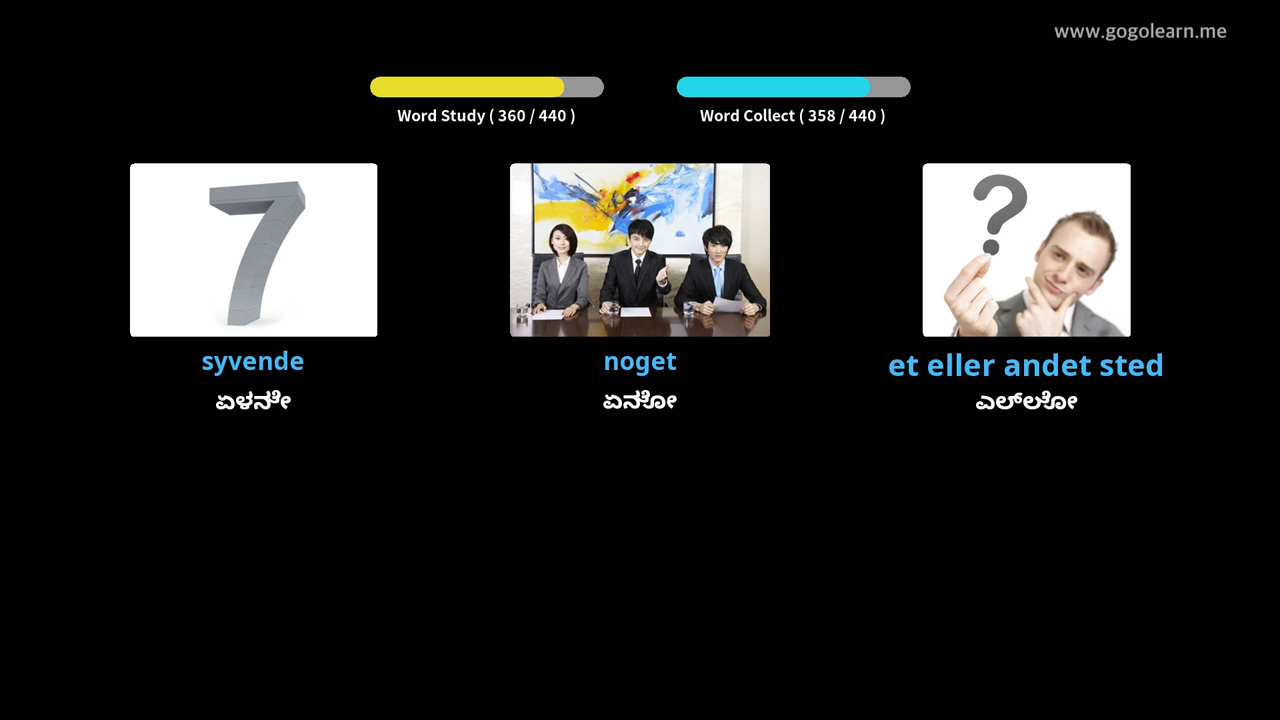 www.gogolearn.me
Word Study ( 360 / 440 )
Word Collect ( 358 / 440 )
7
syvende
noget
et eller andet sted
ಏಳನೇ
ಏನೋ
ಎಲ್ಲೋ